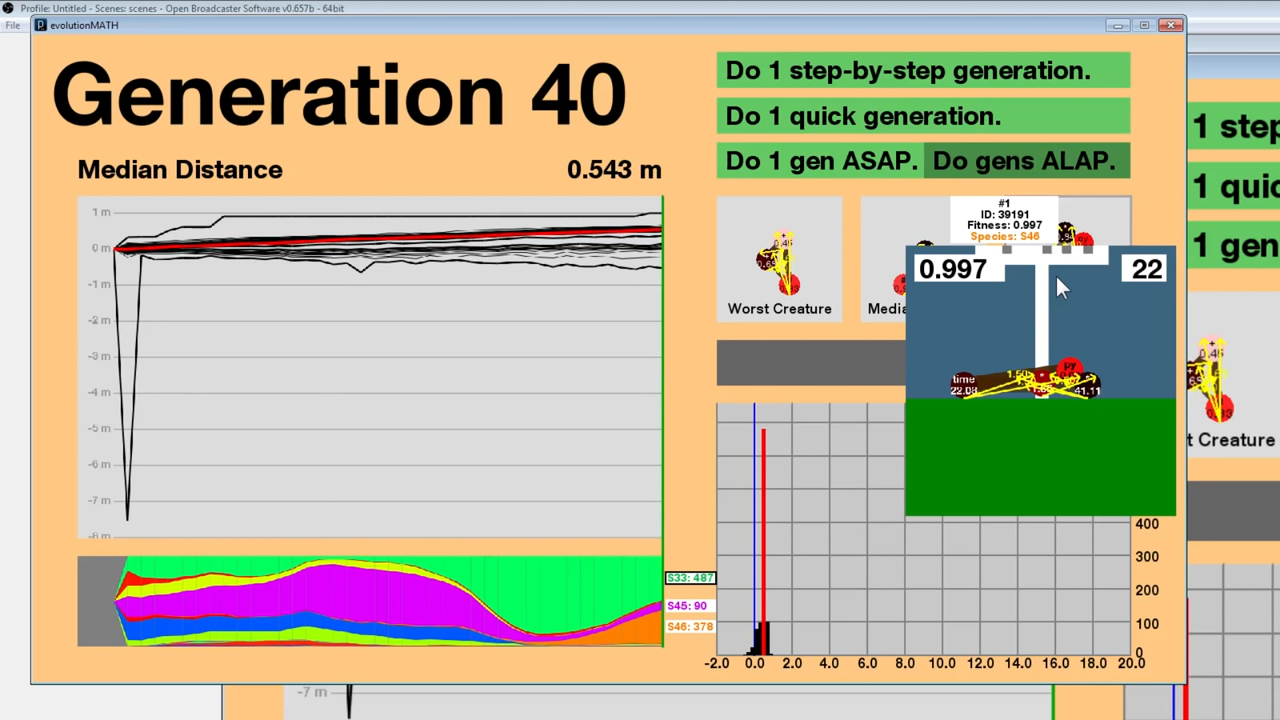 Profile: Untitled - Scenes: scenes - Open Broadcaster Software v0.657b - 64bit
File
evolutionMATH
Generation 40
Do 1 step-by-step generation.
Do 1 quick generation.
Do 1 gen ASAP.
Do gens ALAP.
Median Distance
0.543 m
1 m
0 m
-1 m
-2 m
-3 m
-4 m
-5 m
-6 m
-7 m
#1
ID: 39191
Fitness: 0.997
Species: S46
Worst Creature
Media
0.997
22
time
22.08
py
41.11
S33: 487
S45: 90
S46: 378
400
300
200
100
0
-2.0
0.0
2.0
4.0
6.0
8.0
10.0
12.0
14.0
16.0
18.0
20.0
1 step
1 quic
1 gen
t Creature
-7 m